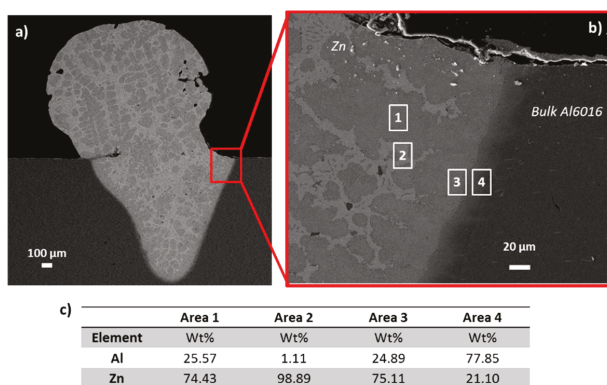 a)
100 µm
b)
Zn
Bulk Al6016
1
2
3 4
20 µm
c)
Area 1 Area 2 Area 3 Area 4
Element Wt% Wt% Wt% Wt%
Al 25.57 1.11 24.89 77.85
Zn 74.43 98.89 75.11 21.10